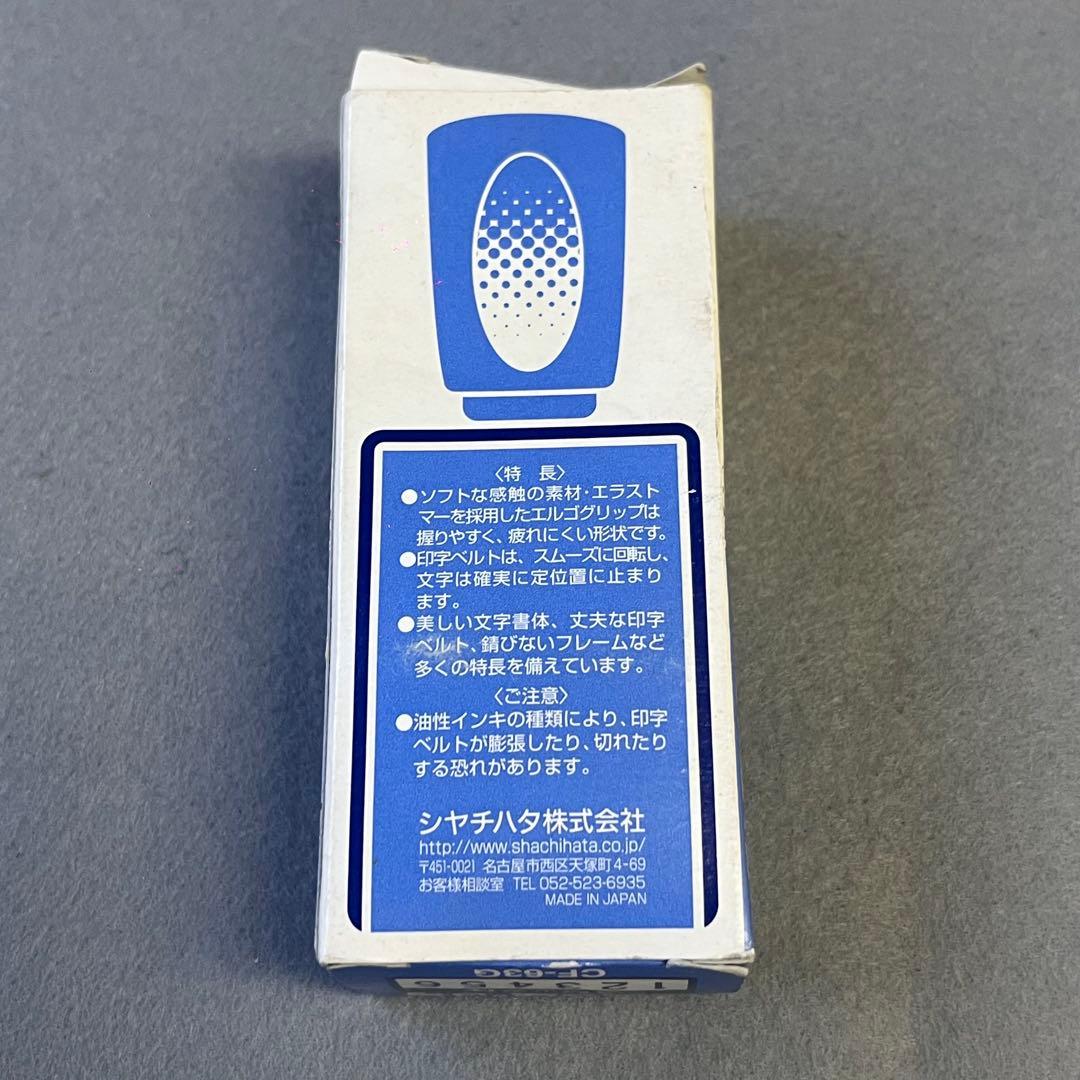 〈特 長〉
●ソフトな感触の素材・エラスト
マーを採用したエルゴグリップは
握りやすく、疲れにくい形状です。
●印字ベルトは、スムーズに回転し、
文字は確実に定位置に止まり
ます。
●美しい文字書体、丈夫な印字
ベルト、錆びないフレームなど
多くの特長を備えています。
〈ご注意〉
●油性インキの種類により、印字
ベルトが膨張したり、切れたり
する恐れがあります。
シヤチハタ株式会社
http://www.shachihata.co.jp/
〒451-0021 名古屋市西区天塚町4-69
お客様相談室 TEL 052-523-6935
MADE IN JAPAN
CF-63G
1 2 3 4 5 6